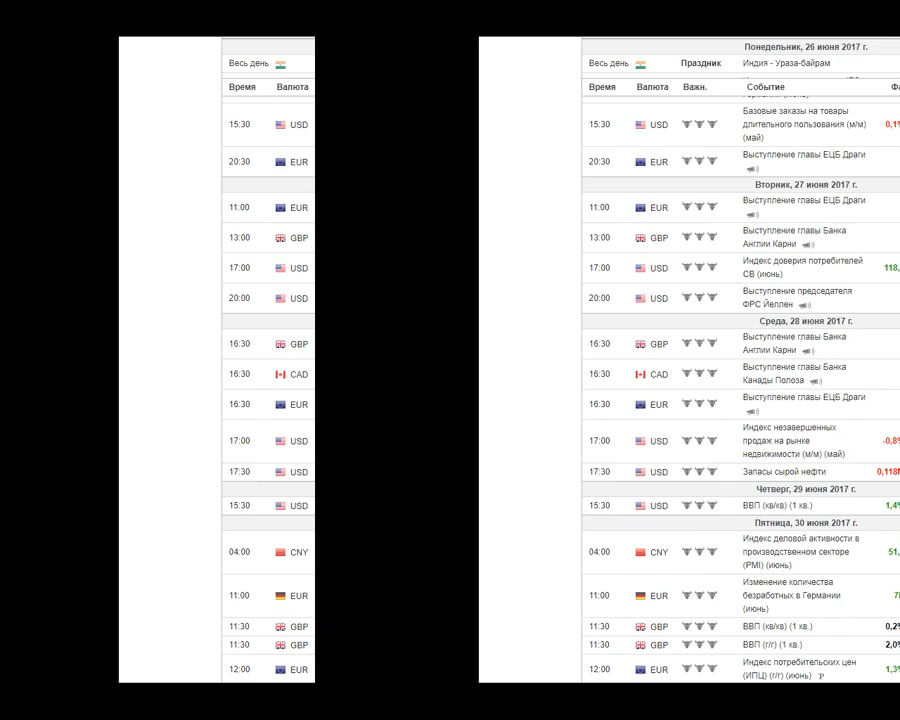 Весь день
Время Валюта
15:30 USD
20:30 EUR
11:00 EUR
13:00 GBP
17:00 USD
20:00 USD
16:30 GBP
16:30 CAD
16:30 EUR
17:00 USD
17:30 USD
15:30 USD
04:00 CNY
11:00 EUR
11:30 GBP
11:30 GBP
12:00 EUR
Понедельник, 26 июня 2017 г.
Весь день Праздник Индия - Ураза-байрам
Время Валюта Важн. Событие
Базовые заказы на товары
15:30 USD длительного пользования (м/м) 0,1%
(май)
20:30 EUR Выступление главы ЕЦБ Драги
Вторник, 27 июня 2017 г.
11:00 EUR Выступление главы ЕЦБ Драги
13:00 GBP Выступление главы Банка
Англии Карни
17:00 USD Индекс доверия потребителей 118,
CB (июнь)
20:00 USD Выступление председателя
ФРС Йеллен
Среда, 28 июня 2017 г.
16:30 GBP Выступление главы Банка
Англии Карни
16:30 CAD Выступление главы Банка
Канады Полоза
16:30 EUR Выступление главы ЕЦБ Драги
Индекс незавершенных
17:00 USD продаж на рынке -0,8%
недвижимости (м/м) (май)
17:30 USD Запасы сырой нефти 0,118M
Четверг, 29 июня 2017 г.
15:30 USD ВВП (кв/кв) (1 кв.) 1,4%
Пятница, 30 июня 2017 г.
Индекс деловой активности в
04:00 CNY производственном секторе 51,
(PMI) (июнь)
Изменение количества
11:00 EUR безработных в Германии
(июнь)
11:30 GBP ВВП (кв/кв) (1 кв.) 0,2%
11:30 GBP ВВП (г/г) (1 кв.) 2,0%
12:00 EUR Индекс потребительских цен 1,3%
(ИПЦ) (г/г) (июнь) P